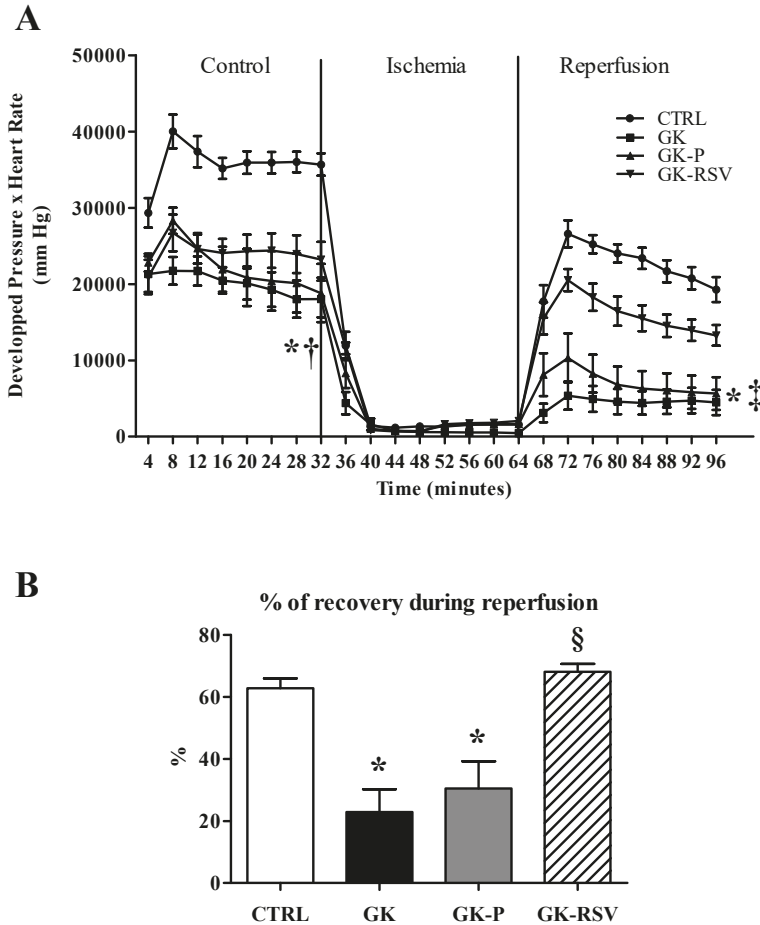 A
50000
40000
30000
20000
10000
0
Developped Pressure x Heart Rate
(mm Hg)
Control Ischemia Reperfusion
CTRL
GK
GK-P
GK-RSV
*†
*‡
4 8 12 16 20 24 28 32 36 40 44 48 52 56 60 64 68 72 76 80 84 88 92 96
Time (minutes)
B
% of recovery during reperfusion
80
60
40
20
0
%
* * §
CTRL GK GK-P GK-RSV